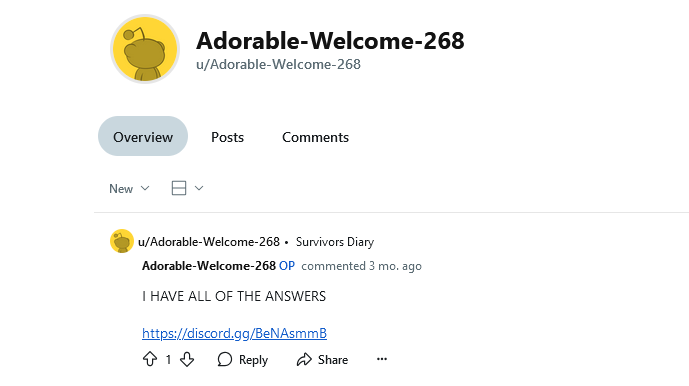 Adorable-Welcome-268
u/Adorable-Welcome-268
Overview Posts Comments
New
u/Adorable-Welcome-268 • Survivors Diary
Adorable-Welcome-268 OP commented 3 mo. ago
I HAVE ALL OF THE ANSWERS
https://discord.gg/BeNAsmmB
1 Reply Share ...